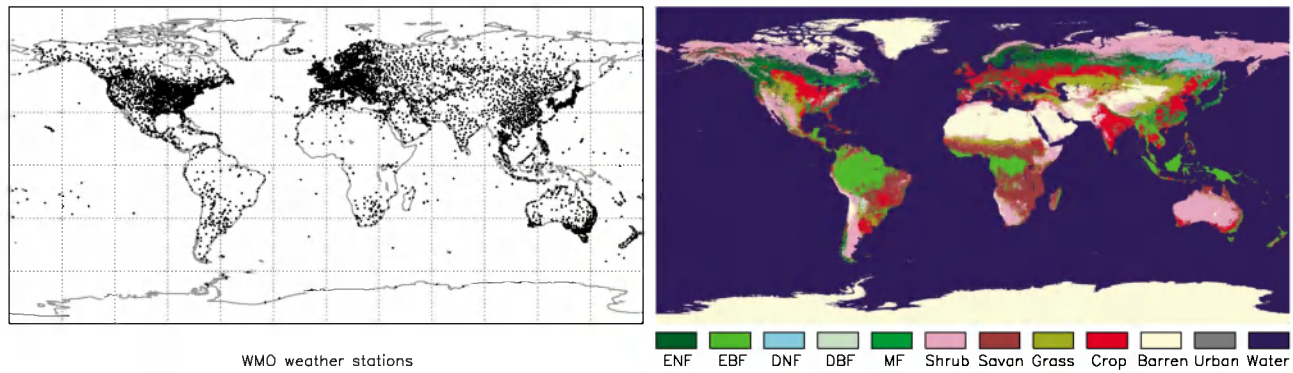 WMO weather stations
ENF EBF DNF DBF MF Shrub Savan Grass Crop Barren Urban Water